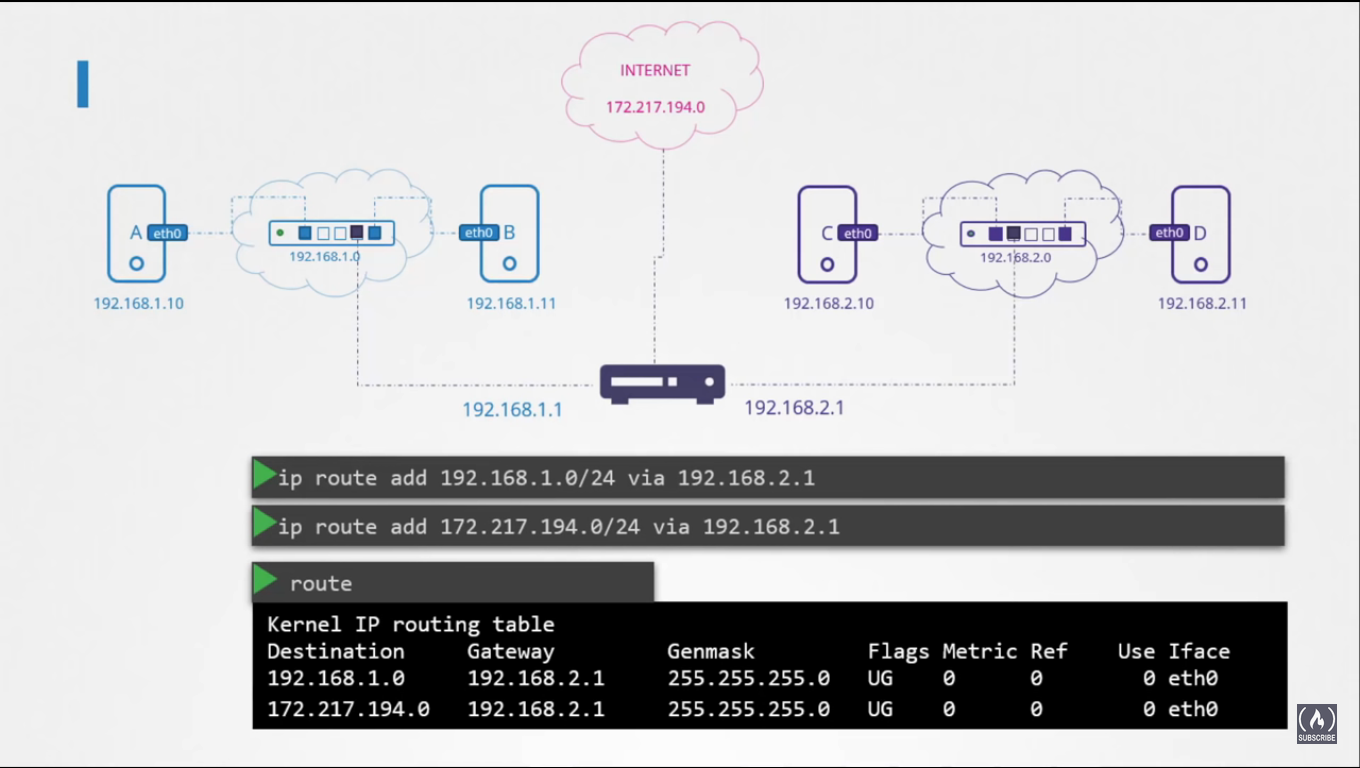 INTERNET
172.217.194.0
A eth0
192.168.1.0
eth0 B
C eth0
192.168.2.0
eth0 D
192.168.1.10
192.168.1.11
192.168.2.10
192.168.2.11
192.168.1.1
192.168.2.1
ip route add 192.168.1.0/24 via 192.168.2.1
ip route add 172.217.194.0/24 via 192.168.2.1
route
Kernel IP routing table
Destination Gateway Genmask Flags Metric Ref Use Iface
192.168.1.0 192.168.2.1 255.255.255.0 UG 0 0 0 eth0
172.217.194.0 192.168.2.1 255.255.255.0 UG 0 0 0 eth0
SUBSCRIBE